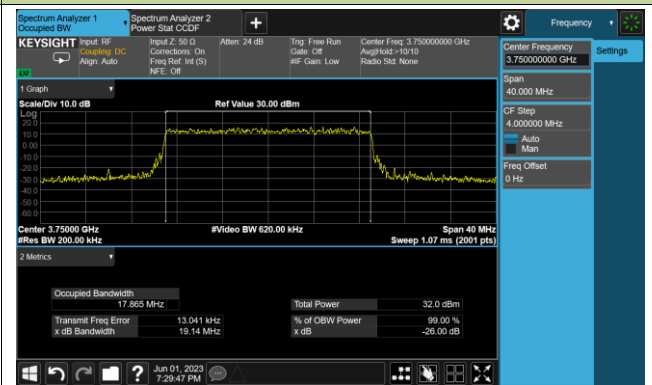 Spectrum Analyzer 1
Occupied BW
Spectrum Analyzer 2
Power Stat CCDF
+
Frequency
KEYSIGHT
Input: RF
Coupling: DC
Align: Auto
Input Z: 50 Ω
Corrections: On
Freq Ref: Int (S)
NFE: Off
Atten: 24 dB
Trig: Free Run
Gate: Off
#IF Gain: Low
Center Freq: 3.750000000 GHz
Avg|Hold:>10/10
Radio Std: None
Center Frequency
3.750000000 GHz
Settings
Span
40.000 MHz
CF Step
4.000000 MHz
Auto
Man
Freq Offset
0 Hz
1 Graph
Scale/Div 10.0 dB
Ref Value 30.00 dBm
Log
20.0
10.0
0.00
-10.0
-20.0
-30.0
-40.0
-50.0
-60.0
Center 3.75000 GHz
#Video BW 620.00 kHz
Span 40 MHz
#Res BW 200.00 kHz
Sweep 1.07 ms (2001 pts)
2 Metrics
Occupied Bandwidth
17.865 MHz
Total Power
32.0 dBm
Transmit Freq Error
13.041 kHz
% of OBW Power
99.00 %
x dB Bandwidth
19.14 MHz
x dB
-26.00 dB
?
Jun 01, 2023
7:29:47 PM